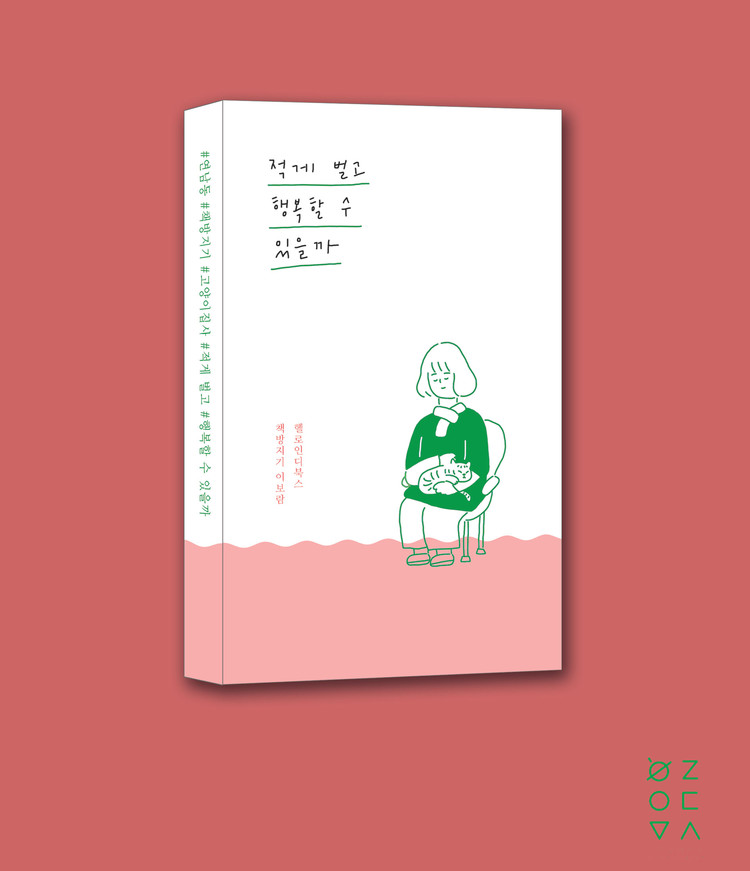 적게 벌고
행복할 수
있을까
헬로인디북스
책방지기 이보람
#연남동 #책방지기 #고양이집사 #적게 벌고 #행복할 수 있을까